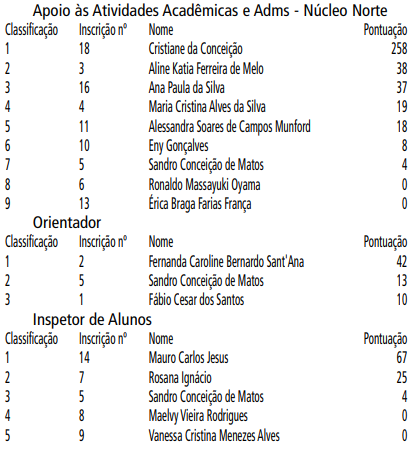 Apoio às Atividades Acadêmicas e Adms - Núcleo Norte
Classificação Inscrição nº Nome Pontuação
1 18 Cristiane da Conceição 258
2 3 Aline Katia Ferreira de Melo 38
3 16 Ana Paula da Silva 37
4 4 Maria Cristina Alves da Silva 19
5 11 Alessandra Soares de Campos Munford 18
6 10 Eny Gonçalves 8
7 5 Sandro Conceição de Matos 4
8 6 Ronaldo Massayuki Oyama 0
9 13 Érica Braga Farias França 0
Orientador
Classificação Inscrição nº Nome Pontuação
1 2 Fernanda Caroline Bernardo Sant'Ana 42
2 5 Sandro Conceição de Matos 13
3 1 Fábio Cesar dos Santos 10
Inspetor de Alunos
Classificação Inscrição nº Nome Pontuação
1 14 Mauro Carlos Jesus 67
2 7 Rosana Ignácio 25
3 5 Sandro Conceição de Matos 4
4 8 Maelvy Vieira Rodrigues 0
5 9 Vanessa Cristina Menezes Alves 0